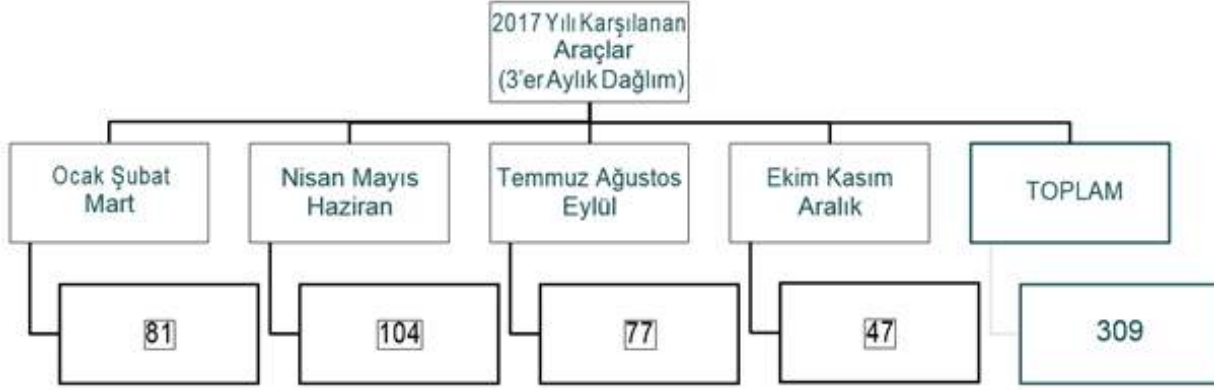 2017 Yılı Karşılanan
Araçlar
(3'er Aylık Dağlım)
Ocak Şubat
Mart
Nisan Mayıs
Haziran
Temmuz Ağustos
Eylül
Ekim Kasım
Aralık
TOPLAM
81
104
77
47
309